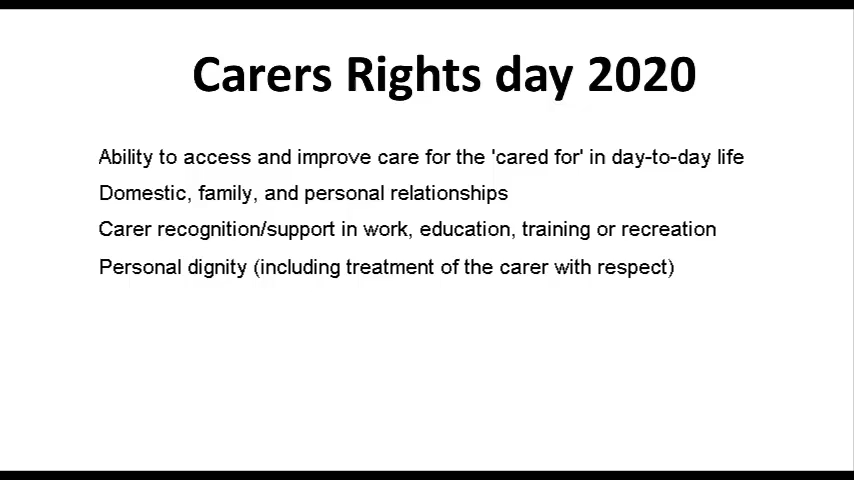 Carers Rights day 2020
Ability to access and improve care for the 'cared for' in day-to-day life
Domestic, family, and personal relationships
Carer recognition/support in work, education, training or recreation
Personal dignity (including treatment of the carer with respect)